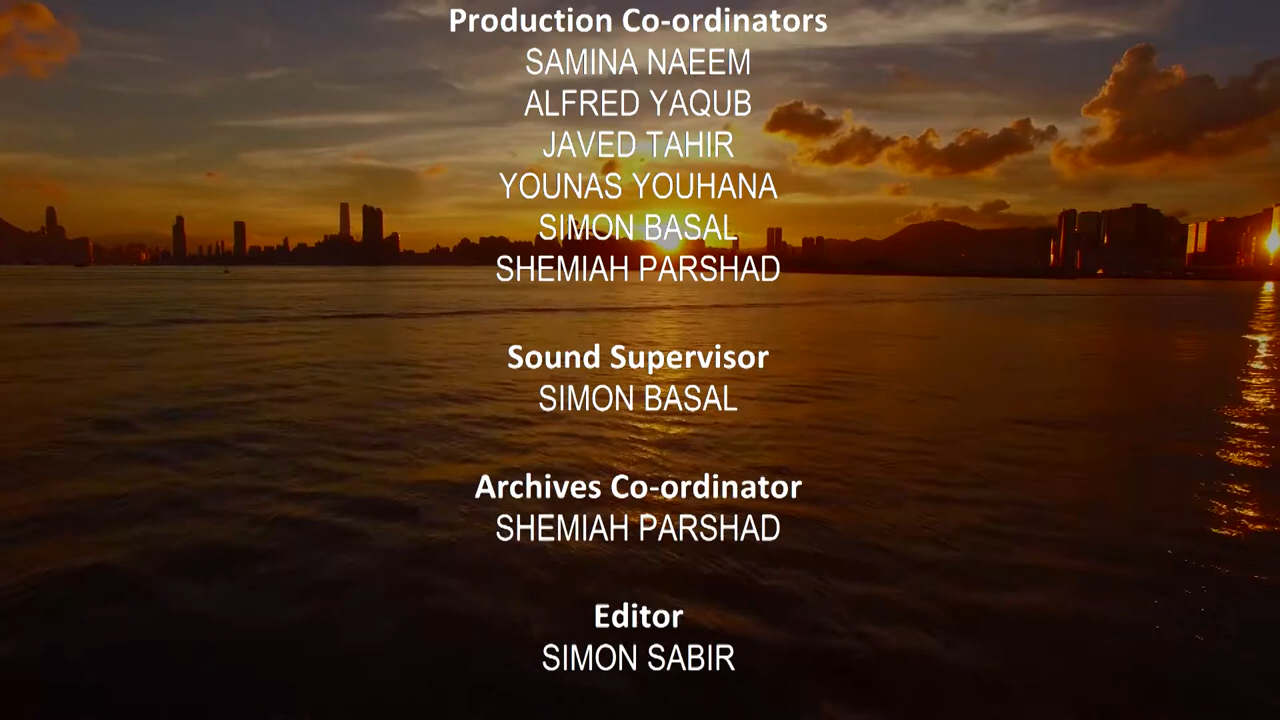 Production Co-ordinators
SAMINA NAEEM
ALFRED YAQUB
JAVED TAHIR
YOUNAS YOUHANA
SIMON BASAL
SHEMIAH PARSHAD
Sound Supervisor
SIMON BASAL
Archives Co-ordinator
SHEMIAH PARSHAD
Editor
SIMON SABIR